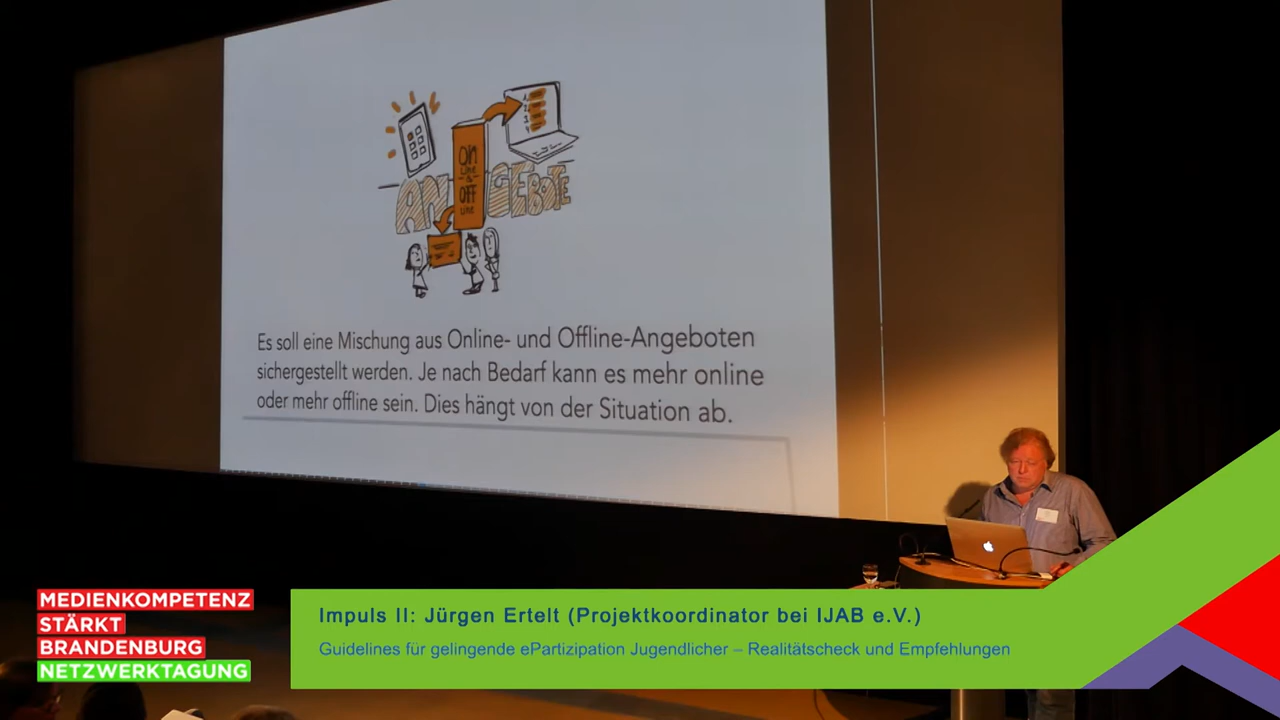 ON
LINE
&
OFF
LINE
ANGEBOTE
Es soll eine Mischung aus Online- und Offline-Angeboten
sichergestellt werden. Je nach Bedarf kann es mehr online
oder mehr offline sein. Dies hängt von der Situation ab.
MEDIENKOMPETENZ
STÄRKT
BRANDENBURG
NETZWERKTAGUNG
Impuls II: Jürgen Ertelt (Projektkoordinator bei IJAB e.V.)
Guidelines für gelingende ePartizipation Jugendlicher – Realitätscheck und Empfehlungen